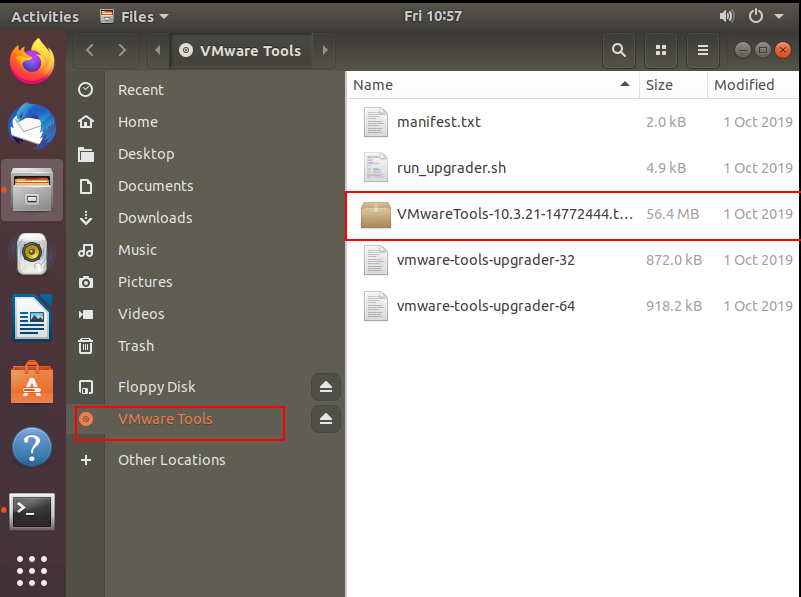 Activities Files Fri 10:57
VMware Tools
Recent
Home
Desktop
Documents
Downloads
Music
Pictures
Videos
Trash
Floppy Disk
VMware Tools
Other Locations
Name Size Modified
manifest.txt 2.0 kB 1 Oct 2019
run_upgrader.sh 4.9 kB 1 Oct 2019
VMwareTools-10.3.21-14772444.t… 56.4 MB 1 Oct 2019
vmware-tools-upgrader-32 872.0 kB 1 Oct 2019
vmware-tools-upgrader-64 918.2 kB 1 Oct 2019